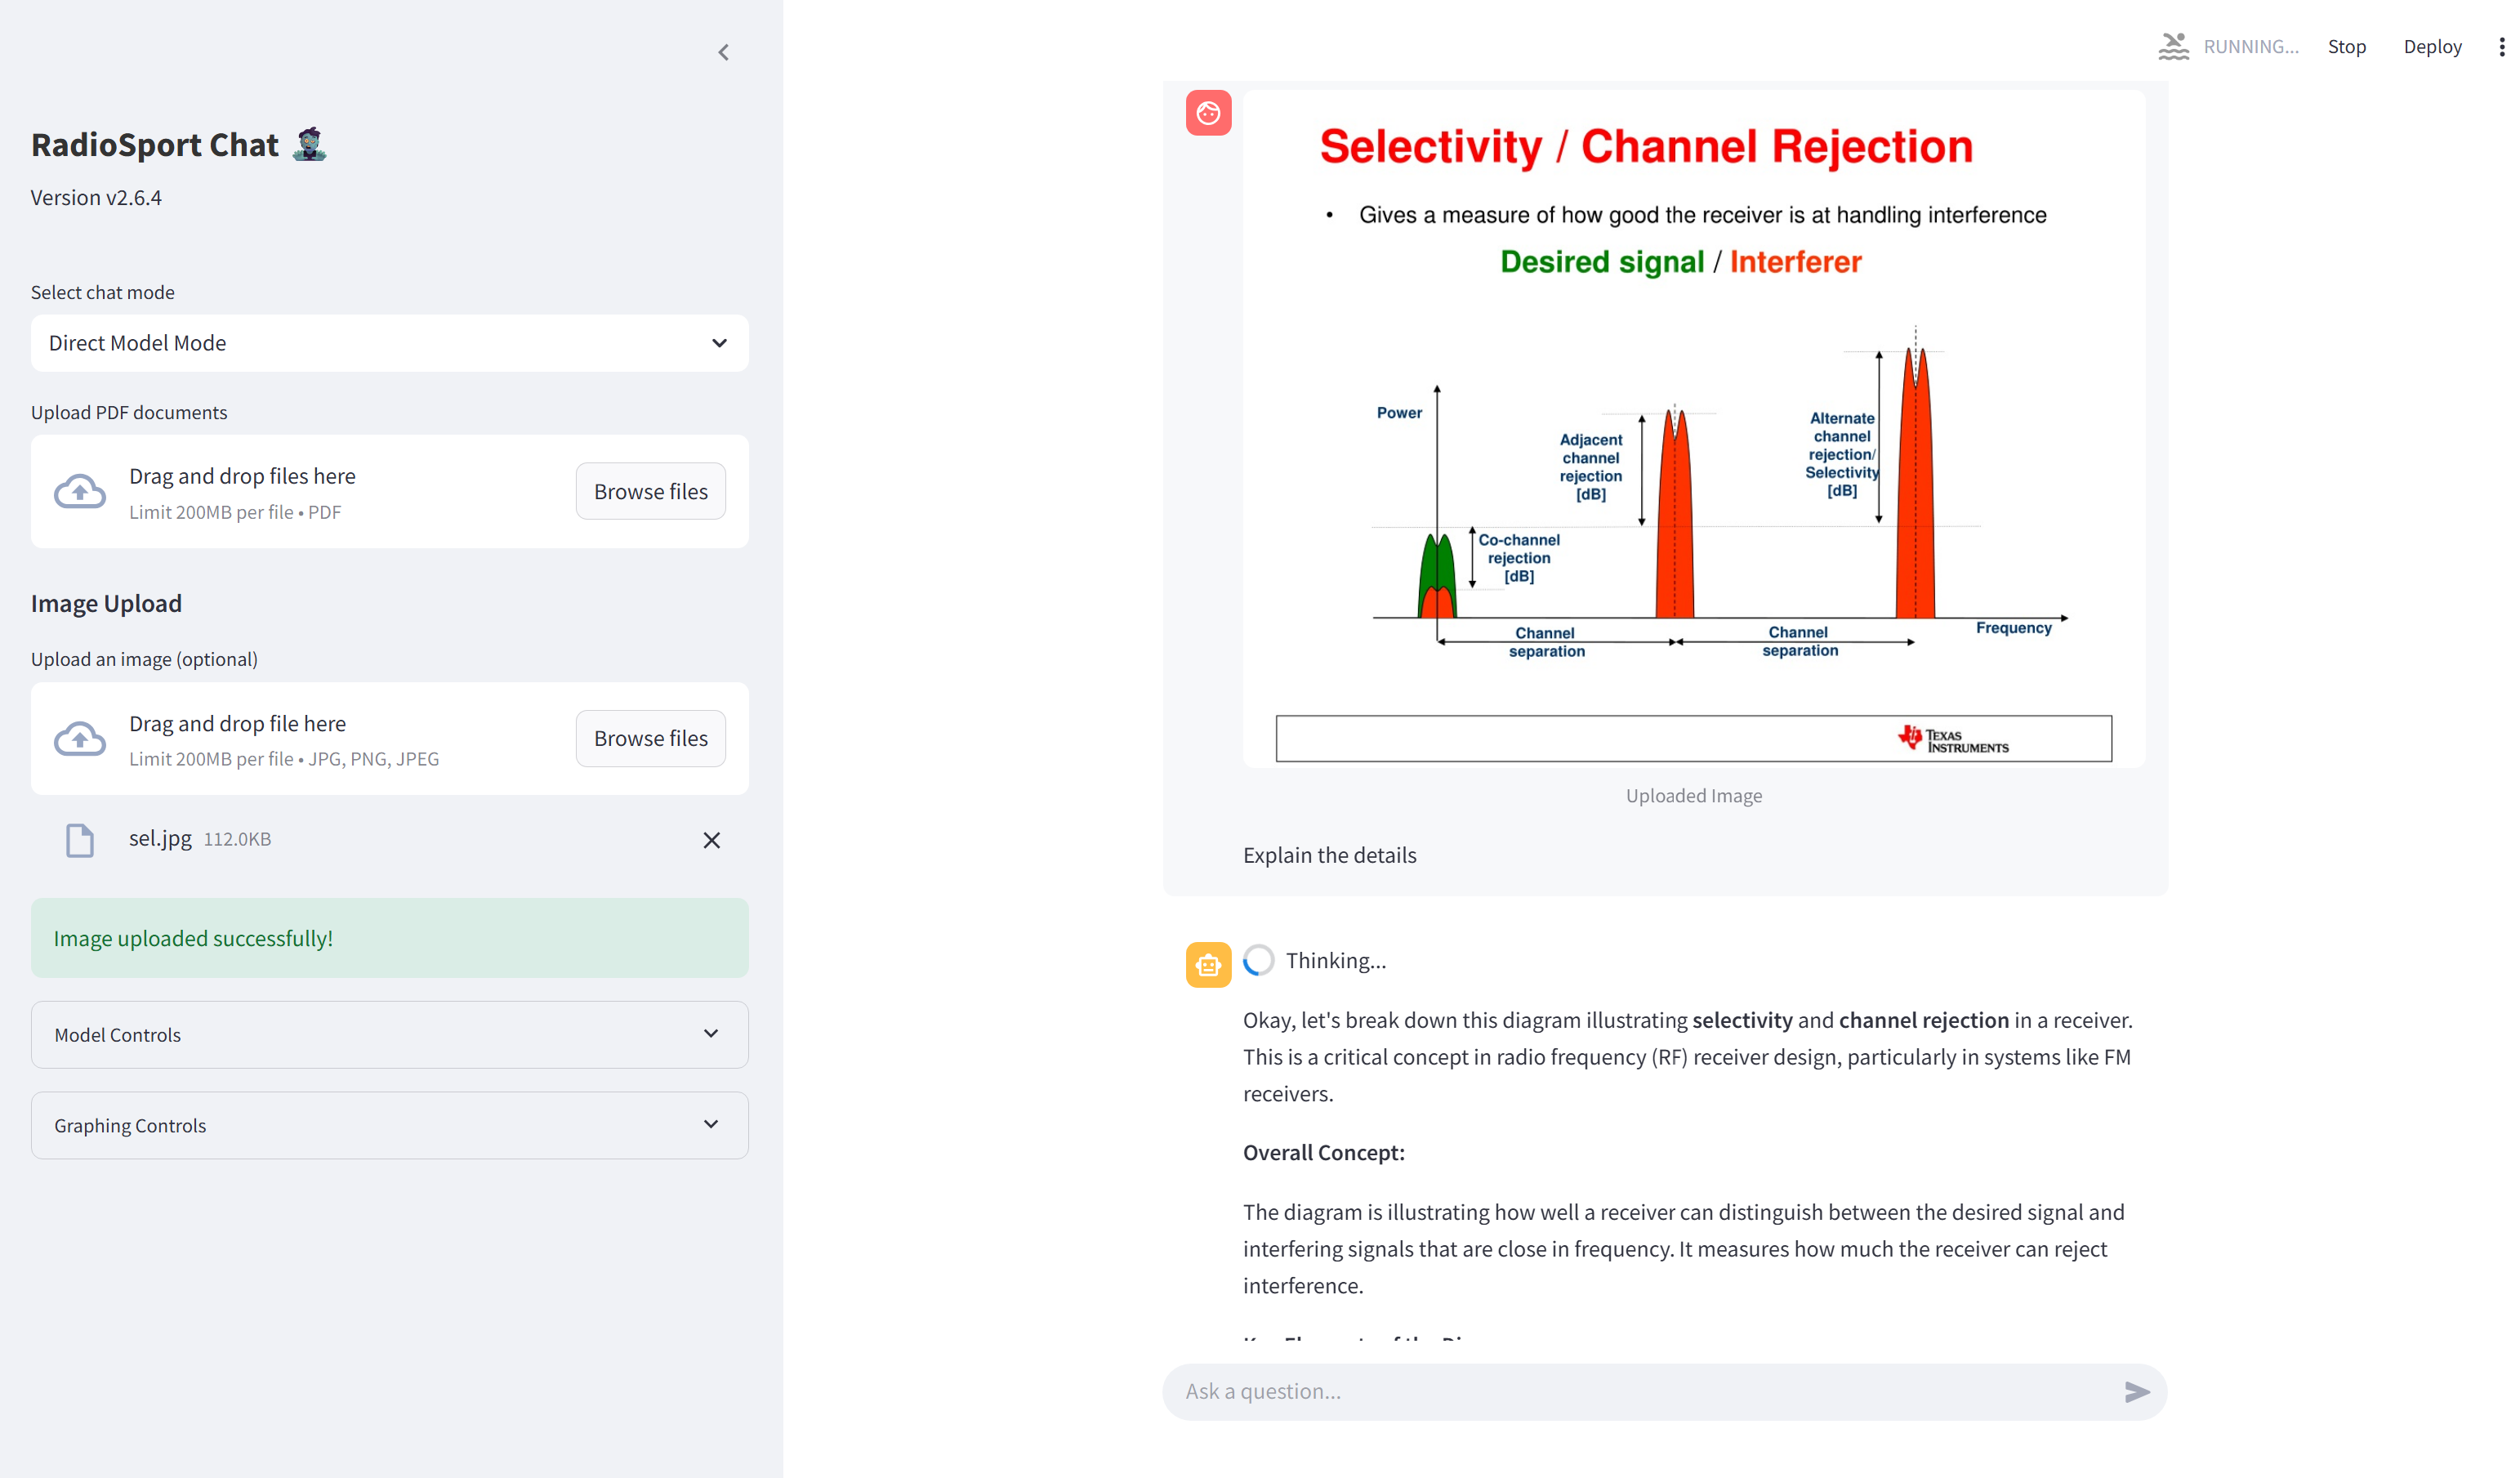 RUNNING...
Stop
Deploy
RadioSport Chat
Version v2.6.4
Select chat mode
Direct Model Mode
Upload PDF documents
Drag and drop files here
Limit 200MB per file • PDF
Browse files
Image Upload
Upload an image (optional)
Drag and drop file here
Limit 200MB per file • JPG, PNG, JPEG
Browse files
sel.jpg 112.0KB
Image uploaded successfully!
Model Controls
Graphing Controls
Selectivity / Channel Rejection
• Gives a measure of how good the receiver is at handling interference
Desired signal / Interferer
Power
Co-channel
rejection
[dB]
Adjacent
channel
rejection
[dB]
Alternate
channel
rejection/
Selectivity
[dB]
Channel
separation
Channel
separation
Frequency
TEXAS
INSTRUMENTS
Uploaded Image
Explain the details
Thinking...
Okay, let's break down this diagram illustrating selectivity and channel rejection in a receiver.
This is a critical concept in radio frequency (RF) receiver design, particularly in systems like FM
receivers.
Overall Concept:
The diagram is illustrating how well a receiver can distinguish between the desired signal and
interfering signals that are close in frequency. It measures how much the receiver can reject
interference.
Ask a question...